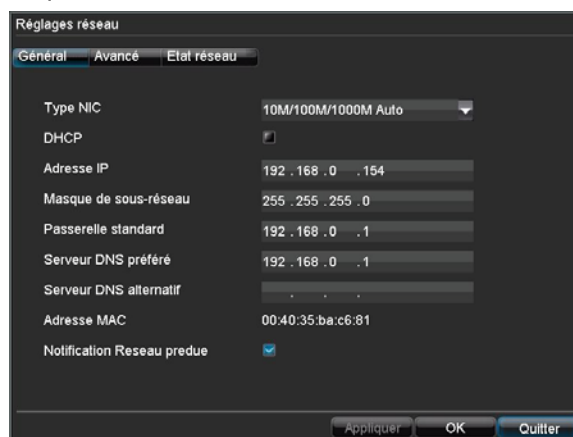 Réglages réseau
Général Avancé Etat réseau
Type NIC 10M/100M/1000M Auto
DHCP
Adresse IP 192 . 168 . 0 . 154
Masque de sous-réseau 255 . 255 . 255 . 0
Passerelle standard 192 . 168 . 0 . 1
Serveur DNS préféré 192 . 168 . 0 . 1
Serveur DNS alternatif . . .
Adresse MAC 00:40:35:ba:c6:81
Notification Reseau predue
Appliquer OK Quitter